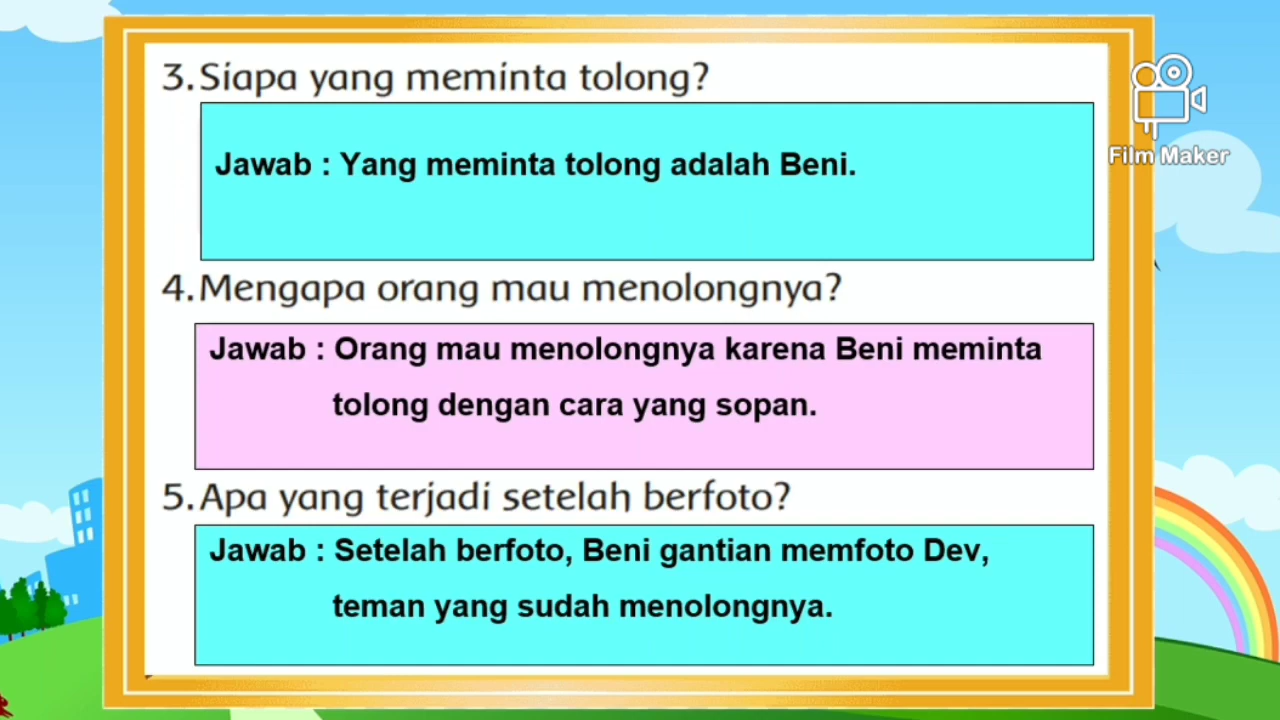 3. Siapa yang meminta tolong?
Film Maker
Jawab : Yang meminta tolong adalah Beni.
4. Mengapa orang mau menolongnya?
Jawab : Orang mau menolongnya karena Beni meminta
tolong dengan cara yang sopan.
5. Apa yang terjadi setelah berfoto?
Jawab : Setelah berfoto, Beni gantian memfoto Dev,
teman yang sudah menolongnya.